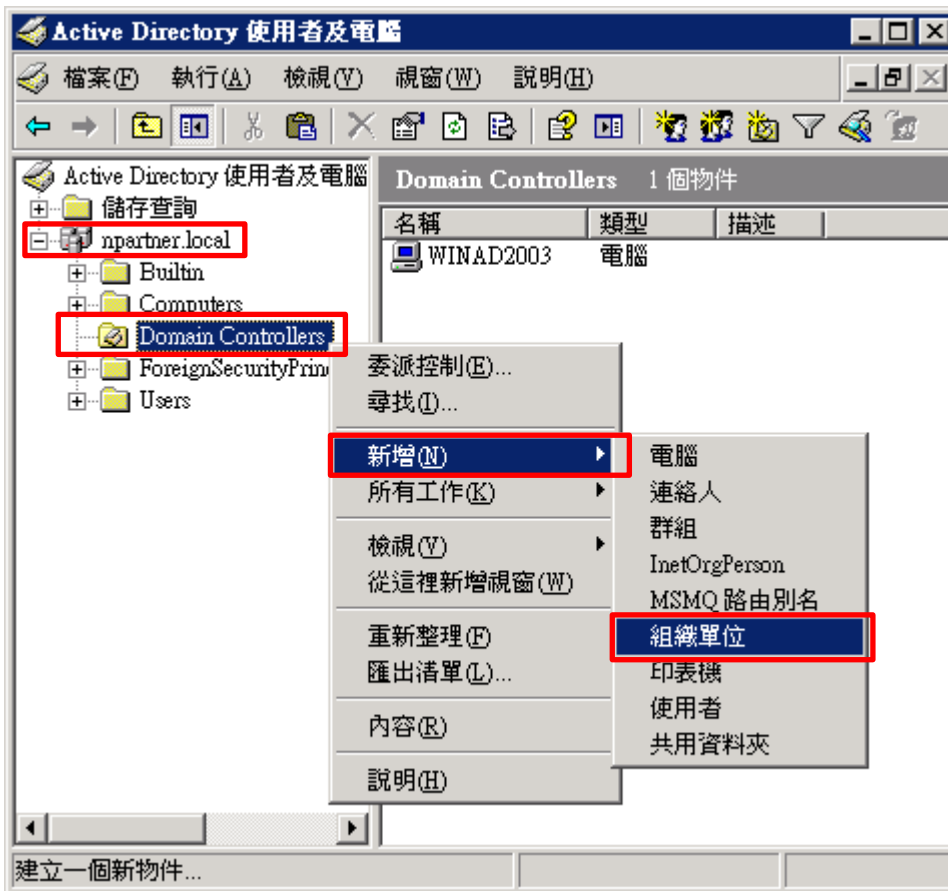 Active Directory 使用者及電腦
檔案(F) 執行(A) 檢視(V) 視窗(W) 說明(H)
Active Directory 使用者及電腦
儲存查詢
npartner.local
Builtin
Computers
Domain Controllers
ForeignSecurityPrin
Users
Domain Controllers 1 個物件
名稱 類型 描述
WINAD2003 電腦
委派控制(E)...
尋找(I)...
新增(N)
所有工作(K)
檢視(V)
從這裡新增視窗(W)
重新整理(F)
匯出清單(L)...
內容(R)
說明(H)
電腦
連絡人
群組
InetOrgPerson
MSMQ 路由別名
組織單位
印表機
使用者
共用資料夾
建立一個新物件...